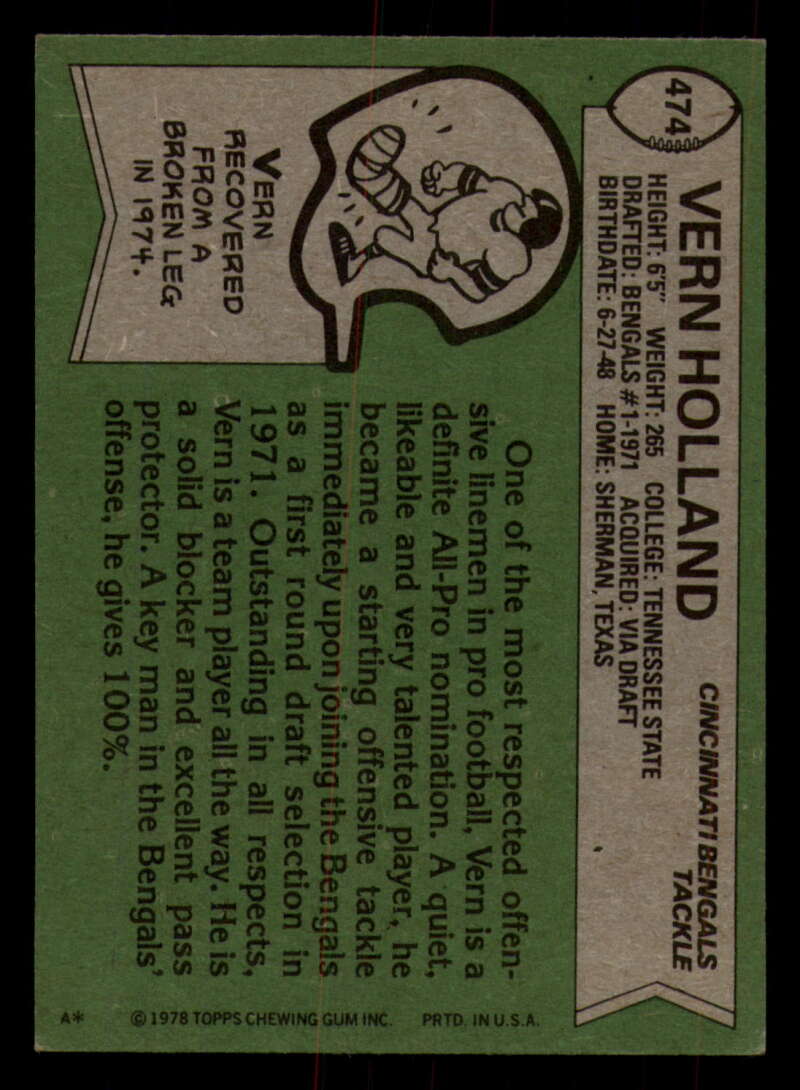 474
VERN HOLLAND
CINCINNATI BENGALS
TACKLE
HEIGHT: 6'5" WEIGHT: 265 COLLEGE: TENNESSEE STATE
DRAFTED: BENGALS #1-1971 ACQUIRED: VIA DRAFT
BIRTHDATE: 6-27-48 HOME: SHERMAN, TEXAS
VERN
RECOVERED
FROM A
BROKEN LEG
IN 1974.
One of the most respected offen-
sive linemen in pro football, Vern is a
definite All-Pro nomination. A quiet,
likeable and very talented player, he
became a starting offensive tackle
immediately upon joining the Bengals
as a first round draft selection in
1971. Outstanding in all respects,
Vern is a team player all the way. He is
a solid blocker and excellent pass
protector. A key man in the Bengals'
offense, he gives 100%.
A* © 1978 TOPPS CHEWING GUM INC. PRTD. IN U.S.A.